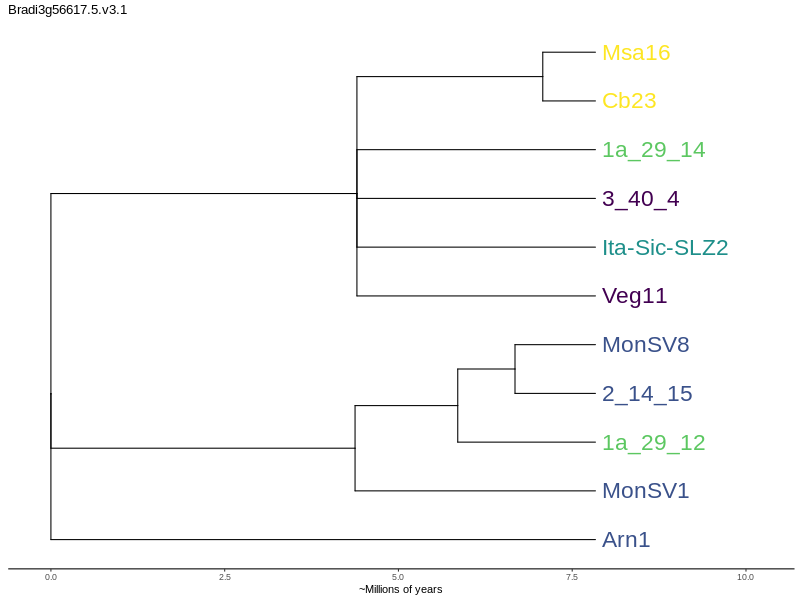 Bradi3g56617.5.v3.1
Msa16
Cb23
1a_29_14
3_40_4
Ita-Sic-SLZ2
Veg11
MonSV8
2_14_15
1a_29_12
MonSV1
Arn1
0.0 2.5 5.0 7.5 10.0
~Millions of years